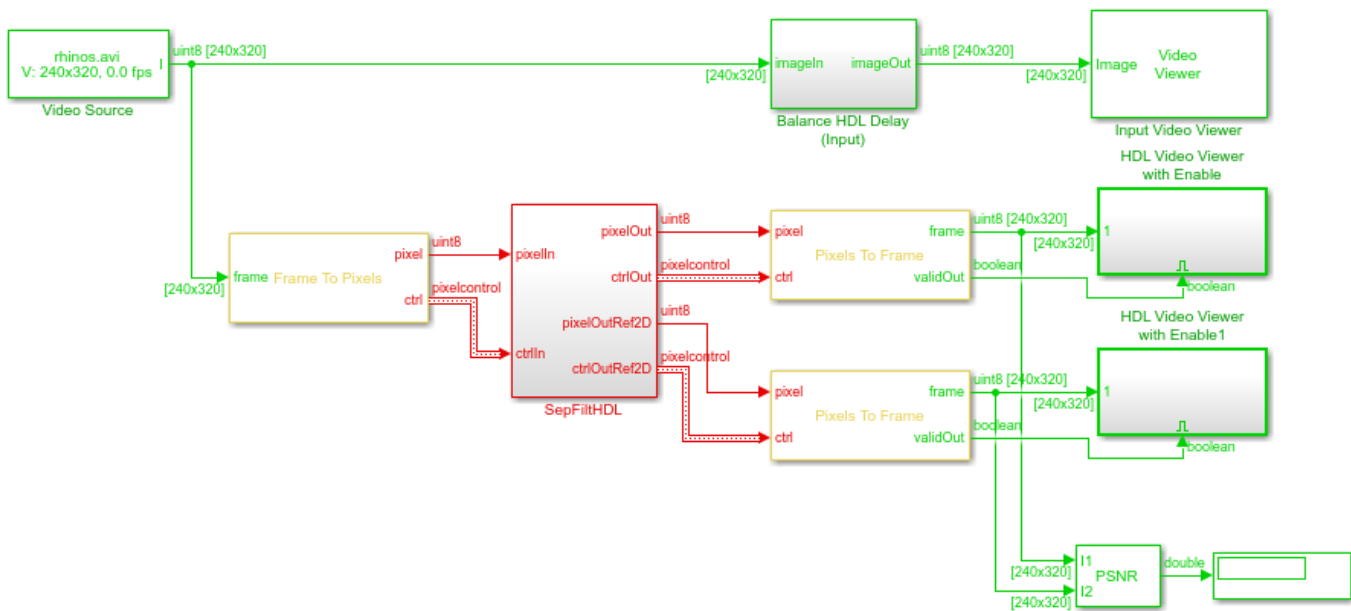 rhinos.avi
V: 240x320, 0.0 fps
I
Video Source
uint8 [240x320]
[240x320]
imageIn
imageOut
Balance HDL Delay
(Input)
uint8 [240x320]
[240x320]
Image
Video
Viewer
Input Video Viewer
HDL Video Viewer
with Enable
[240x320]
frame
Frame To Pixels
pixel
ctrl
uint8
pixelcontrol
pixelIn
ctrlIn
pixelOut
ctrlOut
pixelOutRef2D
ctrlOutRef2D
SepFiltHDL
uint8
pixelcontrol
uint8
pixelcontrol
pixel
ctrl
Pixels To Frame
frame
validOut
uint8 [240x320]
[240x320]
boolean
1
boolean
HDL Video Viewer
with Enable1
pixel
ctrl
Pixels To Frame
frame
validOut
uint8 [240x320]
[240x320]
boolean
1
boolean
[240x320]
[240x320]
I1
I2
PSNR
double